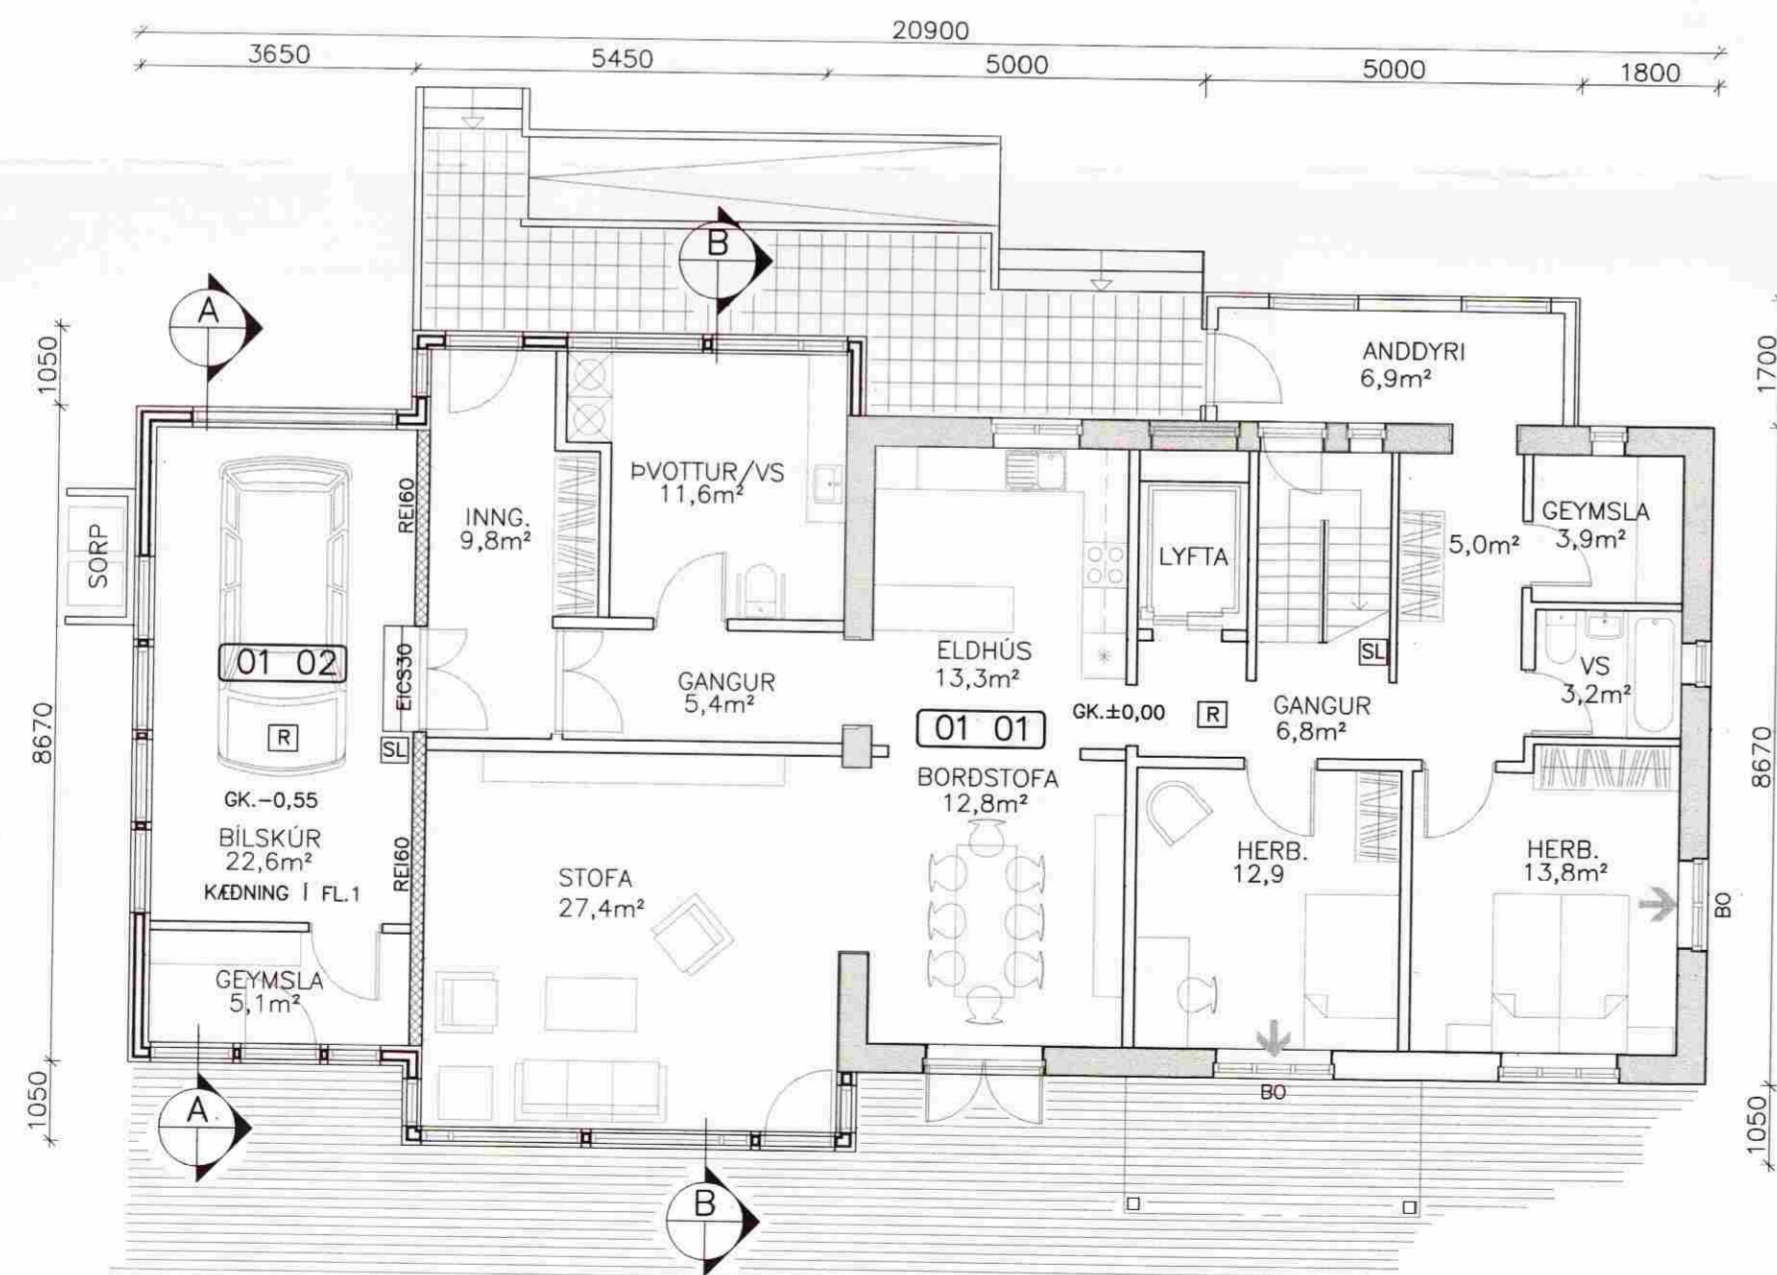 20900
3650
5450
5000
5000
1800
A
B
1050
1700
ANDDYRI
6,9m²
ÞVOTTUR/VS
11,6m²
INNG.
9,8m²
REI60
SORP
LYFTA
5,0m²
GEYMSLA
3,9m²
01 02
EICS30
GANGUR
5,4m²
ELDHÚS
13,3m²
GK.±0,00
R
GANGUR
6,8m²
SL
VS
3,2m²
8670
R
SL
01 01
8670
GK.-0,55
BÍLSKÚR
22,6m²
KÆDNING Í FL.1
REI60
BORÐSTOFA
12,8m²
STOFA
27,4m²
HERB.
12,9
HERB.
13,8m²
BO
GEYMSLA
5,1m²
1050
A
BO
1050
B